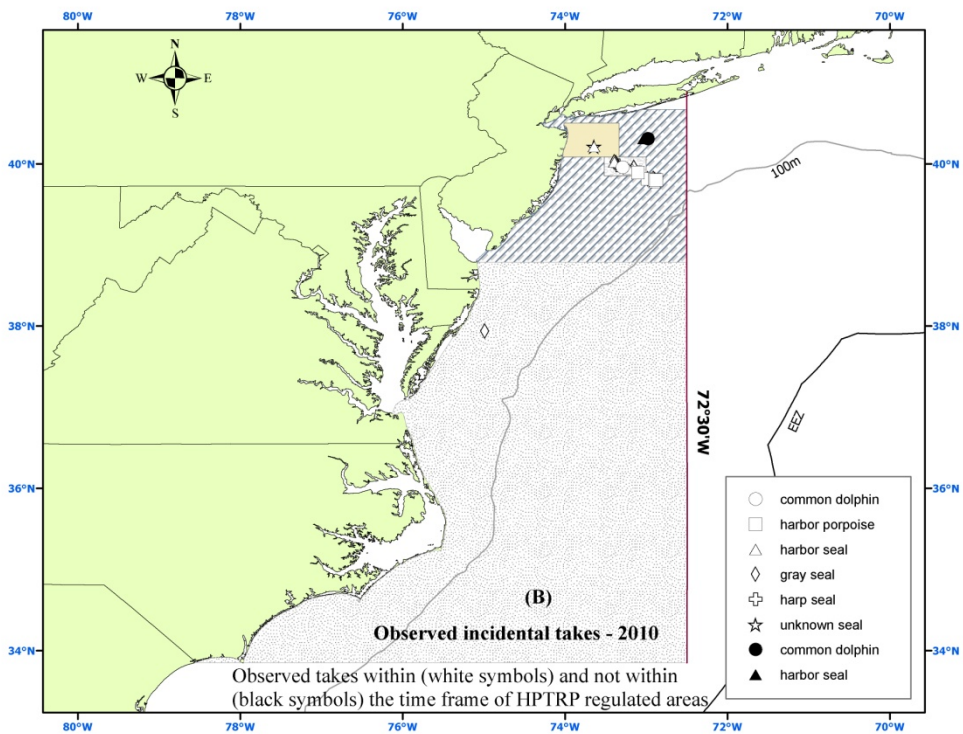 80°W 78°W 76°W 74°W 72°W 70°W
N
W E
S
40°N 40°N
100m
38°N 38°N
72°30'W
EEZ
36°N 36°N
common dolphin
harbor porpoise
harbor seal
gray seal
harp seal
unknown seal
common dolphin
harbor seal
(B)
Observed incidental takes - 2010
34°N 34°N
Observed takes within (white symbols) and not within
(black symbols) the time frame of HPTRP regulated areas
80°W 78°W 76°W 74°W 72°W 70°W